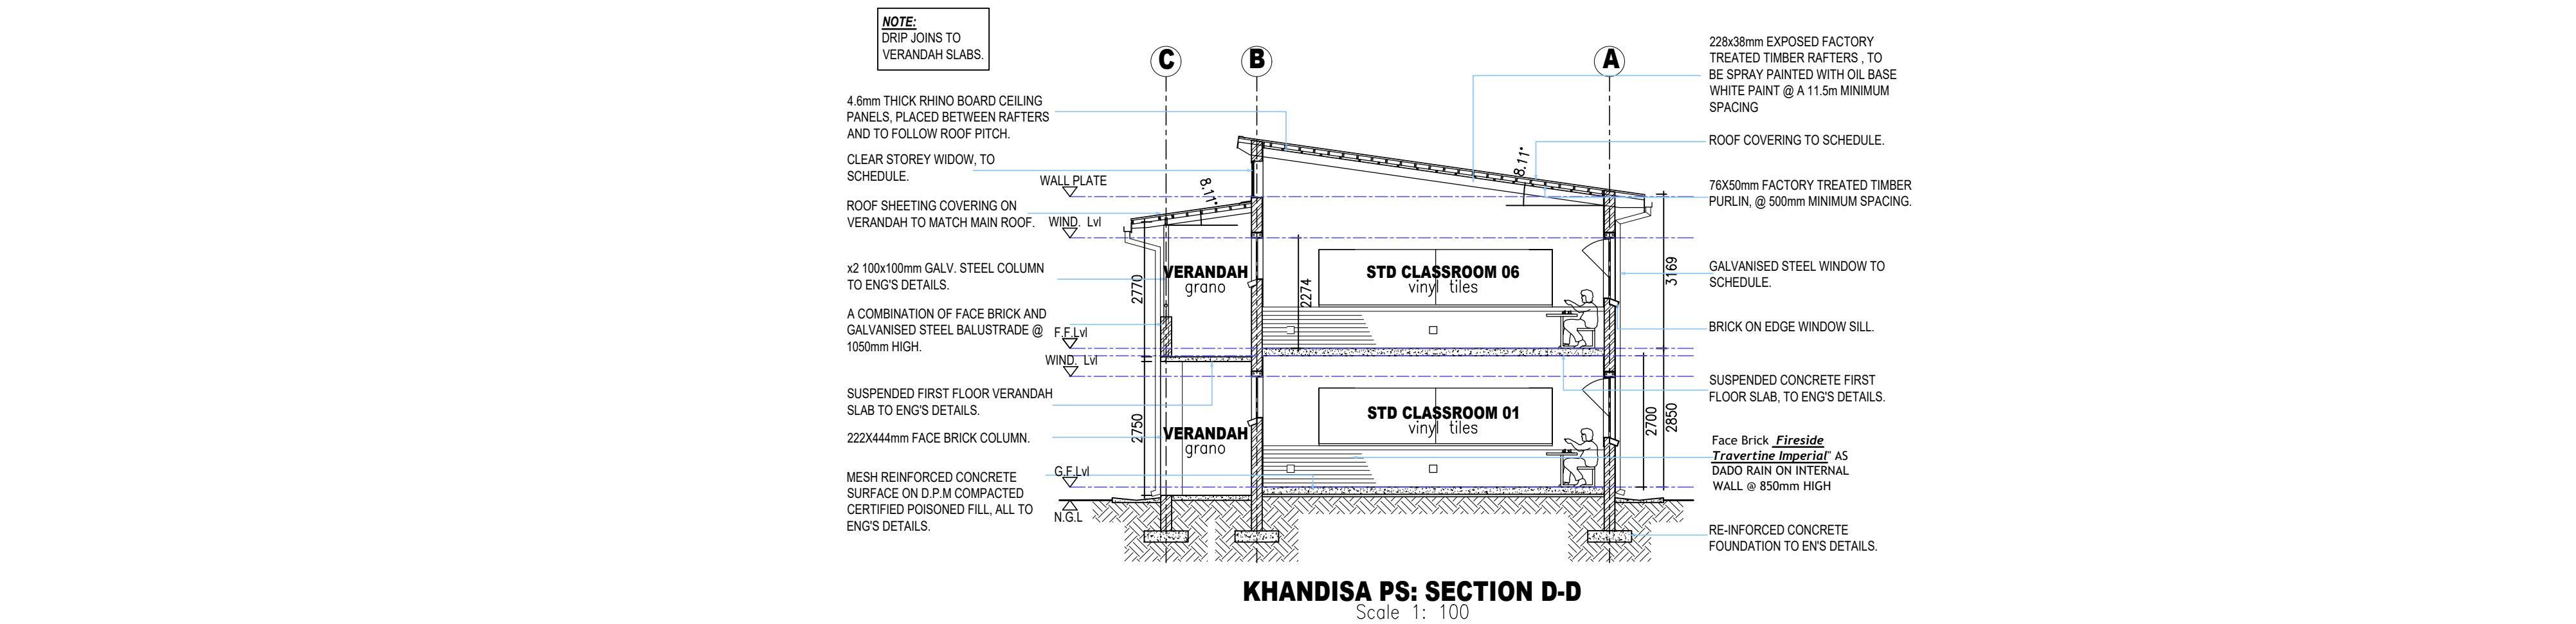 NOTE:
DRIP JOINS TO
VERANDAH SLABS.
C
B
A
4.6mm THICK RHINO BOARD CEILING
PANELS, PLACED BETWEEN RAFTERS
AND TO FOLLOW ROOF PITCH.
CLEAR STOREY WIDOW, TO
SCHEDULE.
WALL PLATE
ROOF SHEETING COVERING ON
VERANDAH TO MATCH MAIN ROOF.
WIND. Lvl
x2 100x100mm GALV. STEEL COLUMN
TO ENG'S DETAILS.
A COMBINATION OF FACE BRICK AND
GALVANISED STEEL BALUSTRADE @
1050mm HIGH.
F.F.Lvl
WIND. Lvl
SUSPENDED FIRST FLOOR VERANDAH
SLAB TO ENG'S DETAILS.
222X444mm FACE BRICK COLUMN.
G.F.Lvl
MESH REINFORCED CONCRETE
SURFACE ON D.P.M COMPACTED
CERTIFIED POISONED FILL, ALL TO
ENG'S DETAILS.
N.G.L
8.11°
8.11°
2770
VERANDAH
grano
2274
STD CLASSROOM 06
vinyl tiles
3169
2750
VERANDAH
grano
STD CLASSROOM 01
vinyl tiles
2700
2850
228x38mm EXPOSED FACTORY
TREATED TIMBER RAFTERS , TO
BE SPRAY PAINTED WITH OIL BASE
WHITE PAINT @ A 11.5m MINIMUM
SPACING
ROOF COVERING TO SCHEDULE.
76X50mm FACTORY TREATED TIMBER
PURLIN, @ 500mm MINIMUM SPACING.
GALVANISED STEEL WINDOW TO
SCHEDULE.
BRICK ON EDGE WINDOW SILL.
SUSPENDED CONCRETE FIRST
FLOOR SLAB, TO ENG'S DETAILS.
Face Brick Fireside
Travertine Imperial" AS
DADO RAIN ON INTERNAL
WALL @ 850mm HIGH
RE-INFORCED CONCRETE
FOUNDATION TO EN'S DETAILS.
KHANDISA PS: SECTION D-D
Scale 1: 100